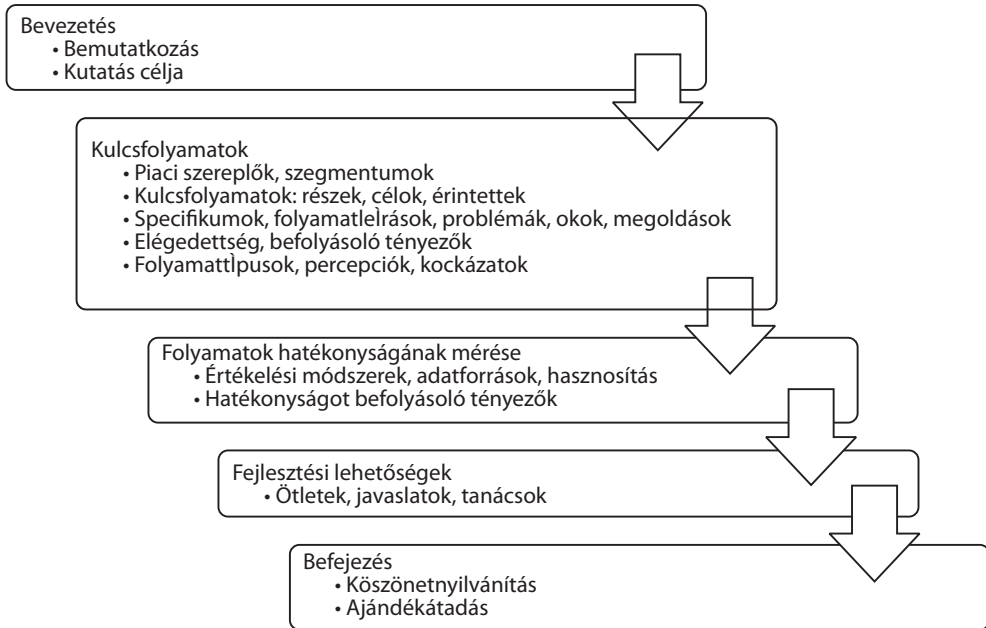 Bevezetés
• Bemutatkozás
• Kutatás célja
Kulcsfolyamatok
• Piaci szereplők, szegmentumok
• Kulcsfolyamatok: részek, célok, érintettek
• Specifikumok, folyamatleÌrások, problémák, okok, megoldások
• Elégedettség, befolyásoló tényezők
• FolyamattÌpusok, percepciók, kockázatok
Folyamatok hatékonyságának mérése
• Értékelési módszerek, adatforrások, hasznosítás
• Hatékonyságot befolyásoló tényezők
Fejlesztési lehetőségek
• Ötletek, javaslatok, tanácsok
Befejezés
• Köszönetnyilvánítás
• Ajándékátadás